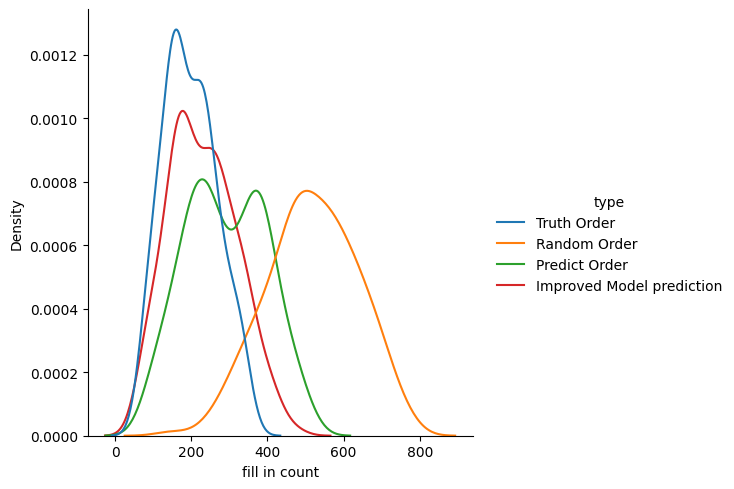 Density
0.0012
0.0010
0.0008
0.0006
0.0004
0.0002
0.0000
0 200 400 600 800
fill in count
type
Truth Order
Random Order
Predict Order
Improved Model prediction